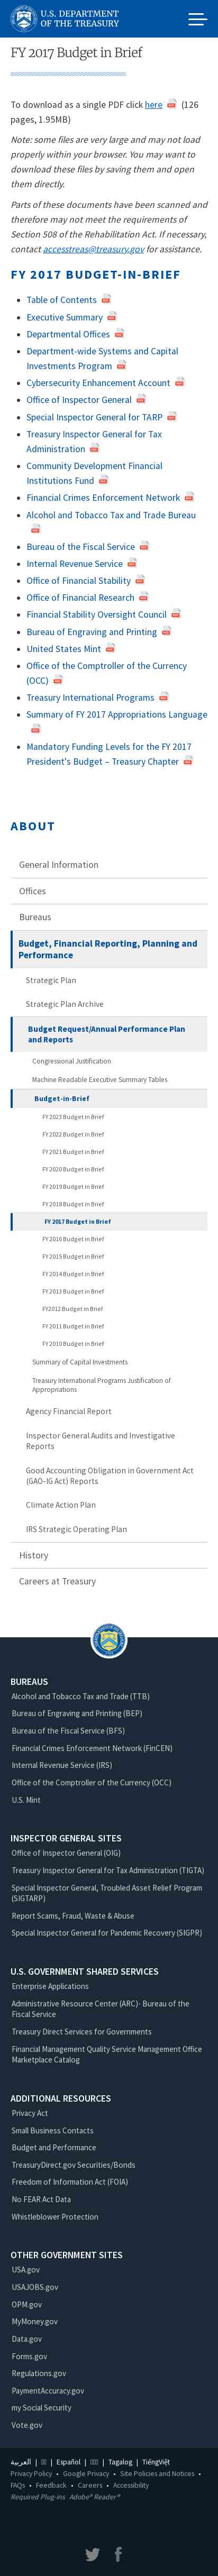 U.S. DEPARTMENT
OF THE TREASURY
FY 2017 Budget in Brief
To download as a single PDF click here (126
pages, 1.95MB)
Note: some files are very large and may not load
properly within your browser. You may want to
download these very large files by saving and then
open them directly.
Parts of these documents have been scanned and
therefore may not meet the requirements of
Section 508 of the Rehabilitation Act. If necessary,
contact accesstreas@treasury.gov for assistance.
FY 2017 BUDGET-IN-BRIEF
• Table of Contents
• Executive Summary
• Departmental Offices
• Department-wide Systems and Capital
Investments Program
• Cybersecurity Enhancement Account
• Office of Inspector General
• Special Inspector General for TARP
• Treasury Inspector General for Tax
Administration
• Community Development Financial
Institutions Fund
• Financial Crimes Enforcement Network
• Alcohol and Tobacco Tax and Trade Bureau
• Bureau of the Fiscal Service
• Internal Revenue Service
• Office of Financial Stability
• Office of Financial Research
• Financial Stability Oversight Council
• Bureau of Engraving and Printing
• United States Mint
• Office of the Comptroller of the Currency
(OCC)
• Treasury International Programs
• Summary of FY 2017 Appropriations Language
• Mandatory Funding Levels for the FY 2017
President's Budget – Treasury Chapter
ABOUT
General Information
Offices
Bureaus
Budget, Financial Reporting, Planning and
Performance
Strategic Plan
Strategic Plan Archive
Budget Request/Annual Performance Plan
and Reports
Congressional Justification
Machine Readable Executive Summary Tables
Budget-in-Brief
FY 2023 Budget in Brief
FY 2022 Budget in Brief
FY 2021 Budget in Brief
FY 2020 Budget in Brief
FY 2019 Budget in Brief
FY 2018 Budget in Brief
FY 2017 Budget in Brief
FY 2016 Budget in Brief
FY 2015 Budget in Brief
FY 2014 Budget in Brief
FY 2013 Budget in Brief
FY2012 Budget in Brief
FY 2011 Budget in Brief
FY 2010 Budget in Brief
Summary of Capital Investments
Treasury International Programs Justification of
Appropriations
Agency Financial Report
Inspector General Audits and Investigative
Reports
Good Accounting Obligation in Government Act
(GAO-IG Act) Reports
Climate Action Plan
IRS Strategic Operating Plan
History
Careers at Treasury
BUREAUS
Alcohol and Tobacco Tax and Trade (TTB)
Bureau of Engraving and Printing (BEP)
Bureau of the Fiscal Service (BFS)
Financial Crimes Enforcement Network (FinCEN)
Internal Revenue Service (IRS)
Office of the Comptroller of the Currency (OCC)
U.S. Mint
INSPECTOR GENERAL SITES
Office of Inspector General (OIG)
Treasury Inspector General for Tax Administration (TIGTA)
Special Inspector General, Troubled Asset Relief Program
(SIGTARP)
Report Scams, Fraud, Waste & Abuse
Special Inspector General for Pandemic Recovery (SIGPR)
U.S. GOVERNMENT SHARED SERVICES
Enterprise Applications
Administrative Resource Center (ARC)- Bureau of the
Fiscal Service
Treasury Direct Services for Governments
Financial Management Quality Service Management Office
Marketplace Catalog
ADDITIONAL RESOURCES
Privacy Act
Small Business Contacts
Budget and Performance
TreasuryDirect.gov Securities/Bonds
Freedom of Information Act (FOIA)
No FEAR Act Data
Whistleblower Protection
OTHER GOVERNMENT SITES
USA.gov
USAJOBS.gov
OPM.gov
MyMoney.gov
Data.gov
Forms.gov
Regulations.gov
PaymentAccuracy.gov
my Social Security
Vote.gov
العربية | | Español | | Tagalog | TiếngViệt
Privacy Policy • Google Privacy • Site Policies and Notices •
FAQs • Feedback • Careers • Accessibility
Required Plug-ins Adobe® Reader®